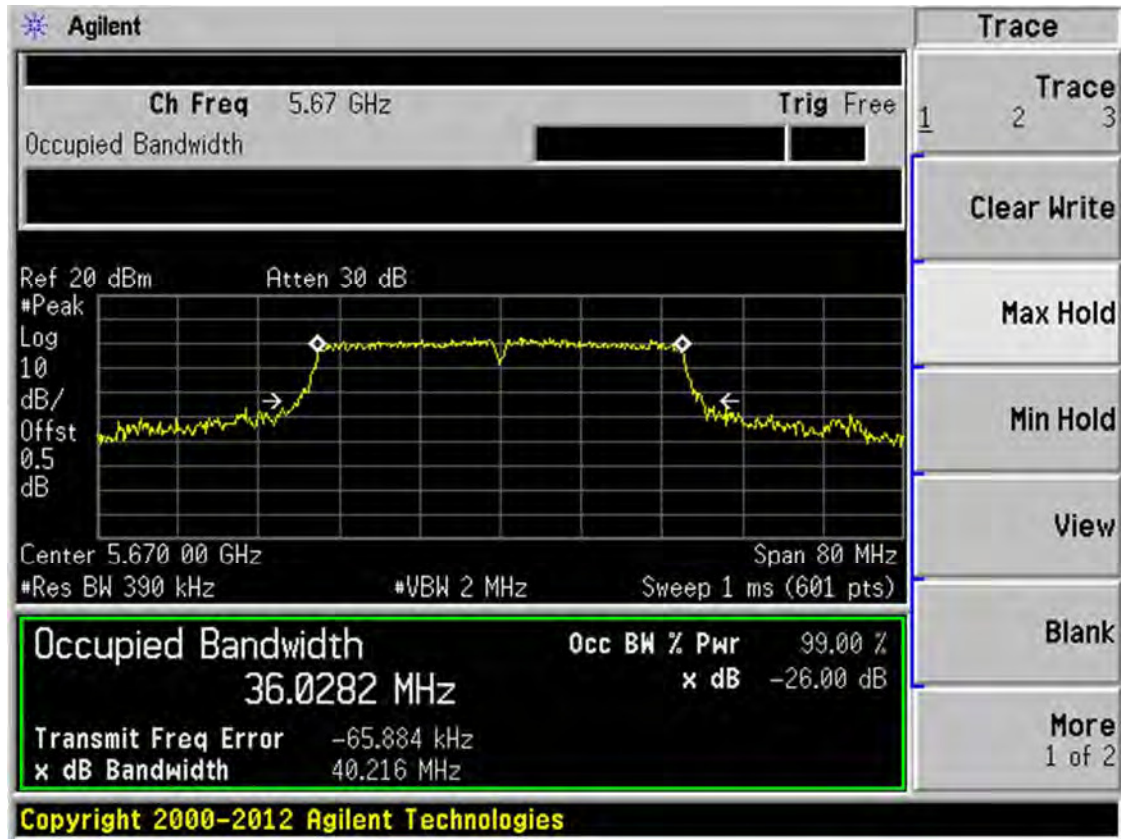 Agilent
Trace
Ch Freq 5.67 GHz Trig Free
Occupied Bandwidth
Trace
1 2 3
Clear Write
Max Hold
Min Hold
View
Blank
More
1 of 2
Ref 20 dBm Atten 30 dB
#Peak
Log
10
dB/
Offst
0.5
dB
Center 5.670 00 GHz Span 80 MHz
#Res BW 390 kHz #VBW 2 MHz Sweep 1 ms (601 pts)
Occupied Bandwidth
36.0282 MHz
Occ BW % Pwr 99.00 %
x dB -26.00 dB
Transmit Freq Error -65.884 kHz
x dB Bandwidth 40.216 MHz
Copyright 2000-2012 Agilent Technologies